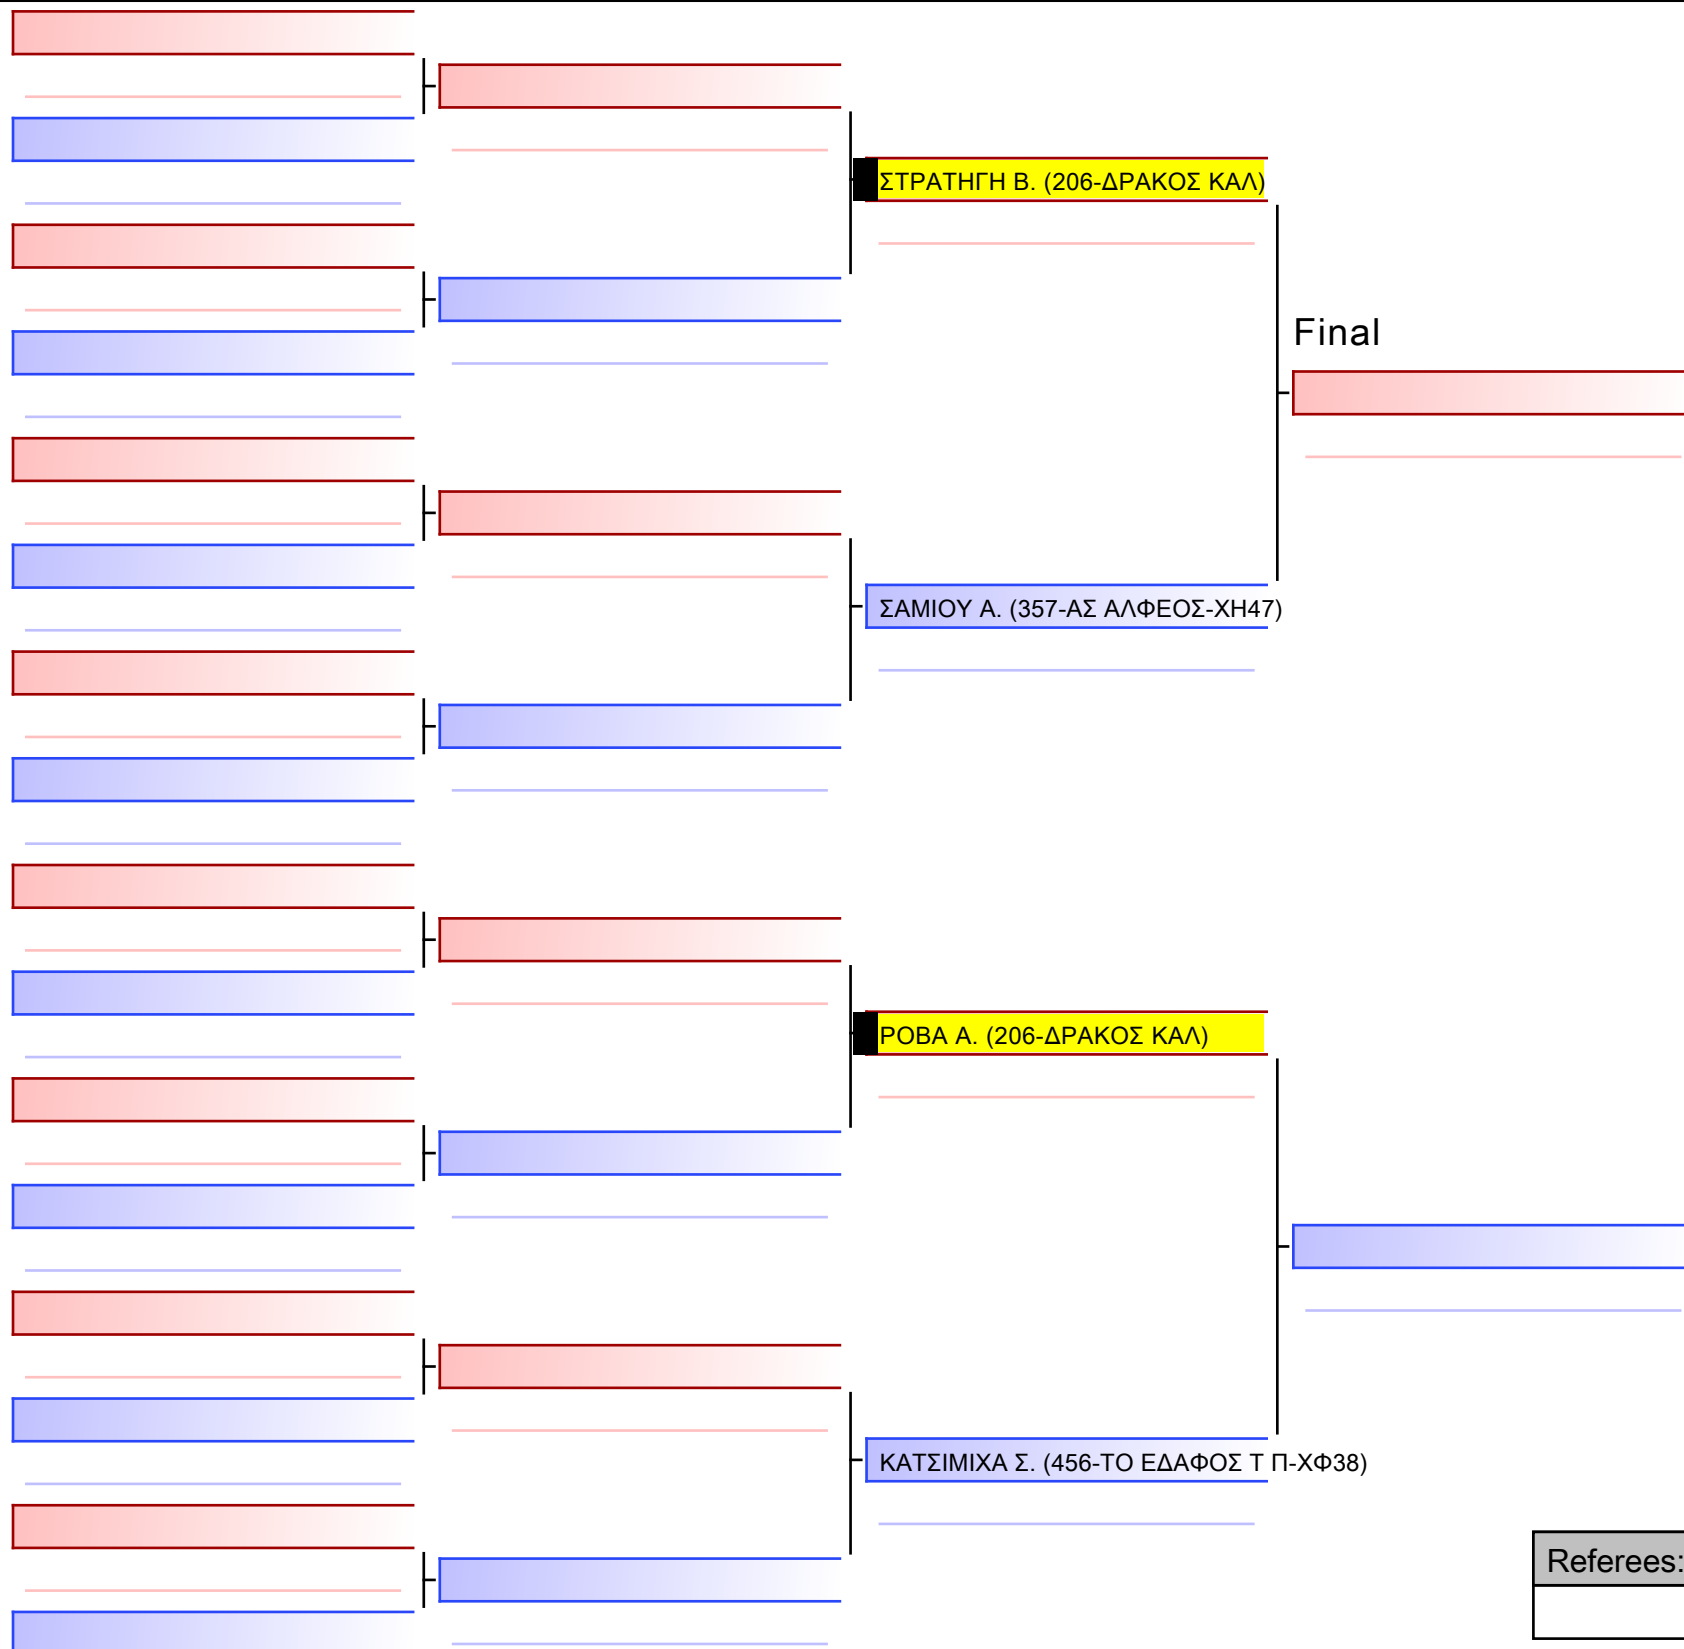 ΣΤΡΑΤΗΓΗ Β. (206-ΔΡΑΚΟΣ ΚΑΛ)
Final
ΣΑΜΙΟΥ Α. (357-ΑΣ ΑΛΦΕΟΣ-ΧΗ47)
ΡΟΒΑ Α. (206-ΔΡΑΚΟΣ ΚΑΛ)
ΚΑΤΣΙΜΙΧΑ Σ. (456-ΤΟ ΕΔΑΦΟΣ Τ Π-ΧΦ38)
Referees: